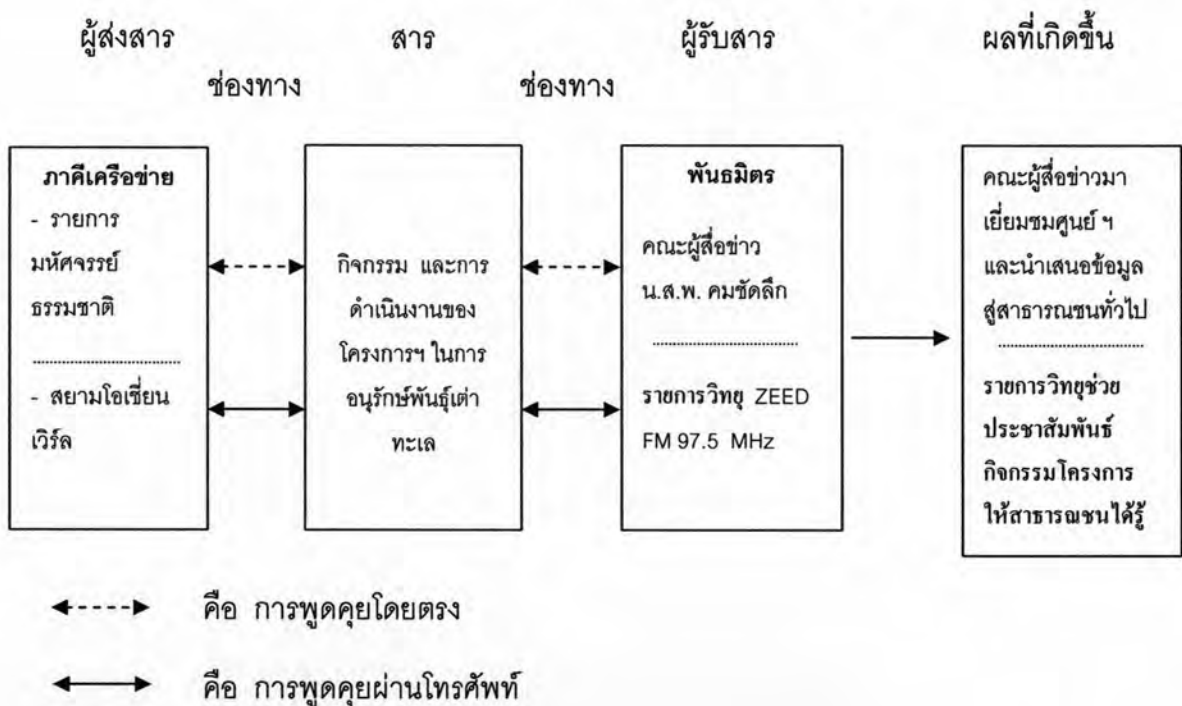 ผู้ส่งสาร สาร ผู้รับสาร ผลที่เกิดขึ้น
ช่องทาง ช่องทาง
ภาคีเครือข่าย
- รายการ
มหัศจรรย์
ธรรมชาติ
- สยามโอเชี่ยน
เวิร์ล
กิจกรรม และการ
ดำเนินงานของ
โครงการฯ ในการ
อนุรักษ์พันธุ์เต่า
ทะเล
พันธมิตร
คณะผู้สื่อข่าว
น.ส.พ. คมชัดลึก
รายการวิทยุ ZEED
FM 97.5 MHz
คณะผู้สื่อข่าวมา
เยี่ยมชมศูนย์ ฯ
และนำเสนอข้อมูล
สู่สาธารณชนทั่วไป
รายการวิทยุช่วย
ประชาสัมพันธ์
กิจกรรมโครงการ
ให้สาธารณชนได้รู้
คือ การพูดคุยโดยตรง
คือ การพูดคุยผ่านโทรศัพท์